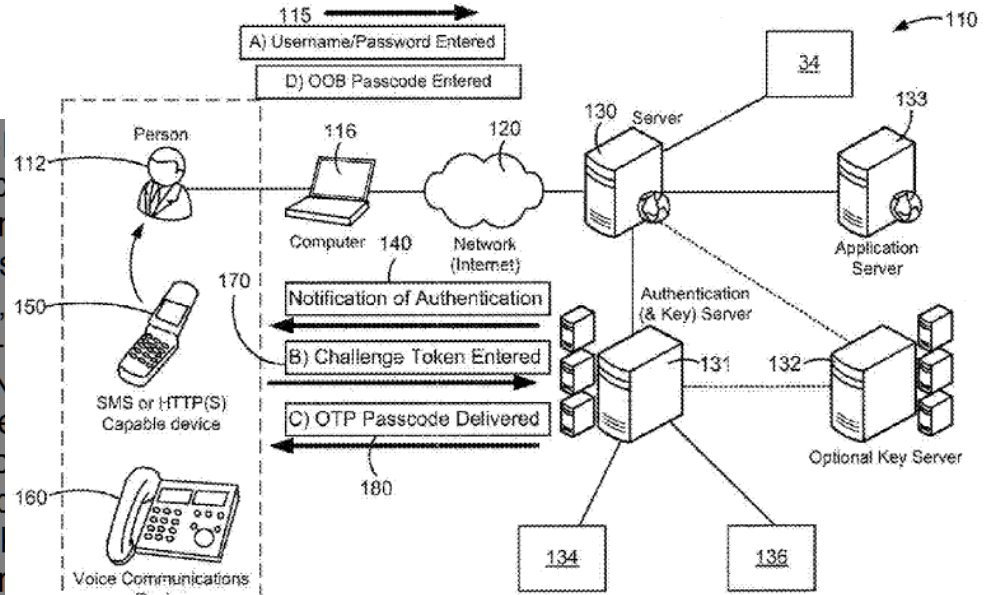 115
110
A) Username/Password Entered
D) OOB Passcode Entered
34
Person
116
120
130
Server
133
112
Computer
Network
(Internet)
140
Application
Server
170
Notification of Authentication
Authentication
(& Key) Server
150
B) Challenge Token Entered
131
132
SMS or HTTP(S)
Capable device
C) OTP Passcode Delivered
Optional Key Server
180
160
134
136
Voice Communications